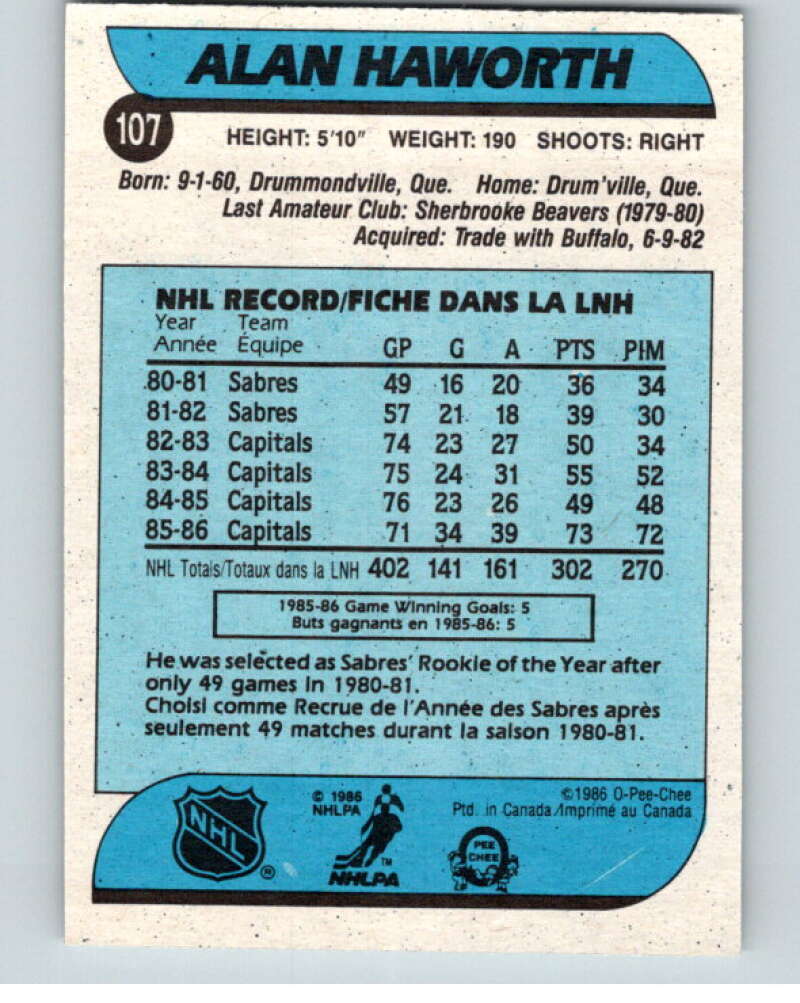 ALAN HAWORTH
107
HEIGHT: 5'10" WEIGHT: 190 SHOOTS: RIGHT
Born: 9-1-60, Drummondville, Que. Home: Drum'ville, Que.
Last Amateur Club: Sherbrooke Beavers (1979-80)
Acquired: Trade with Buffalo, 6-9-82
NHL RECORD/FICHE DANS LA LNH
Year Team
Année Équipe GP G A PTS PIM
80-81 Sabres 49 16 20 36 34
81-82 Sabres 57 21 18 39 30
82-83 Capitals 74 23 27 50 34
83-84 Capitals 75 24 31 55 52
84-85 Capitals 76 23 26 49 48
85-86 Capitals 71 34 39 73 72
NHL Totals/Totaux dans la LNH 402 141 161 302 270
1985-86 Game Winning Goals: 5
Buts gagnants en 1985-86: 5
He was selected as Sabres' Rookie of the Year after
only 49 games in 1980-81.
Choisi comme Recrue de l'Année des Sabres après
seulement 49 matches durant la saison 1980-81.
NHL ®
© 1986
NHLPA
TM
NHLPA
©1986 O-Pee-Chee
Ptd. in Canada/Imprimé au Canada
PEE
CHEE